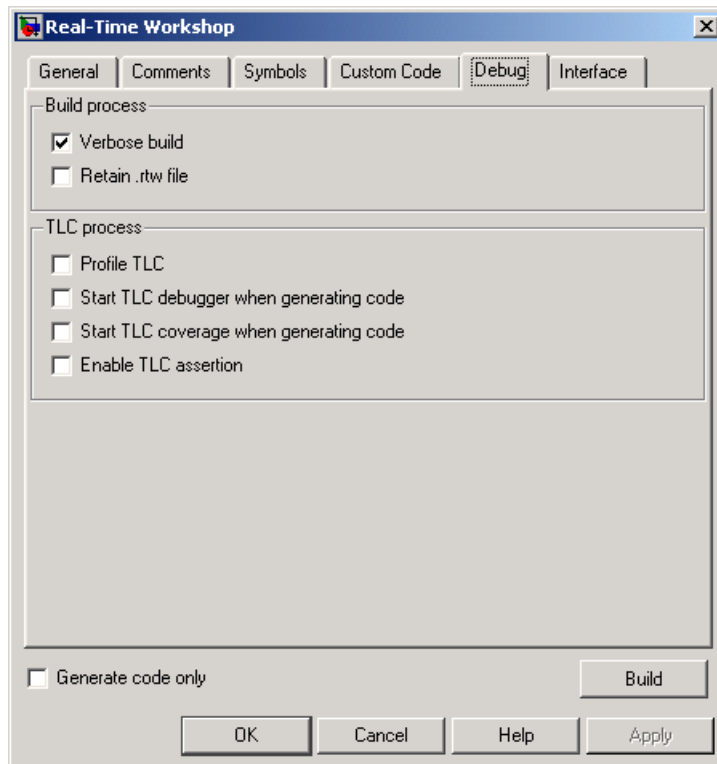 Real-Time Workshop
General Comments Symbols Custom Code Debug Interface
Build process
Verbose build
Retain .rtw file
TLC process
Profile TLC
Start TLC debugger when generating code
Start TLC coverage when generating code
Enable TLC assertion
Generate code only Build
OK Cancel Help Apply